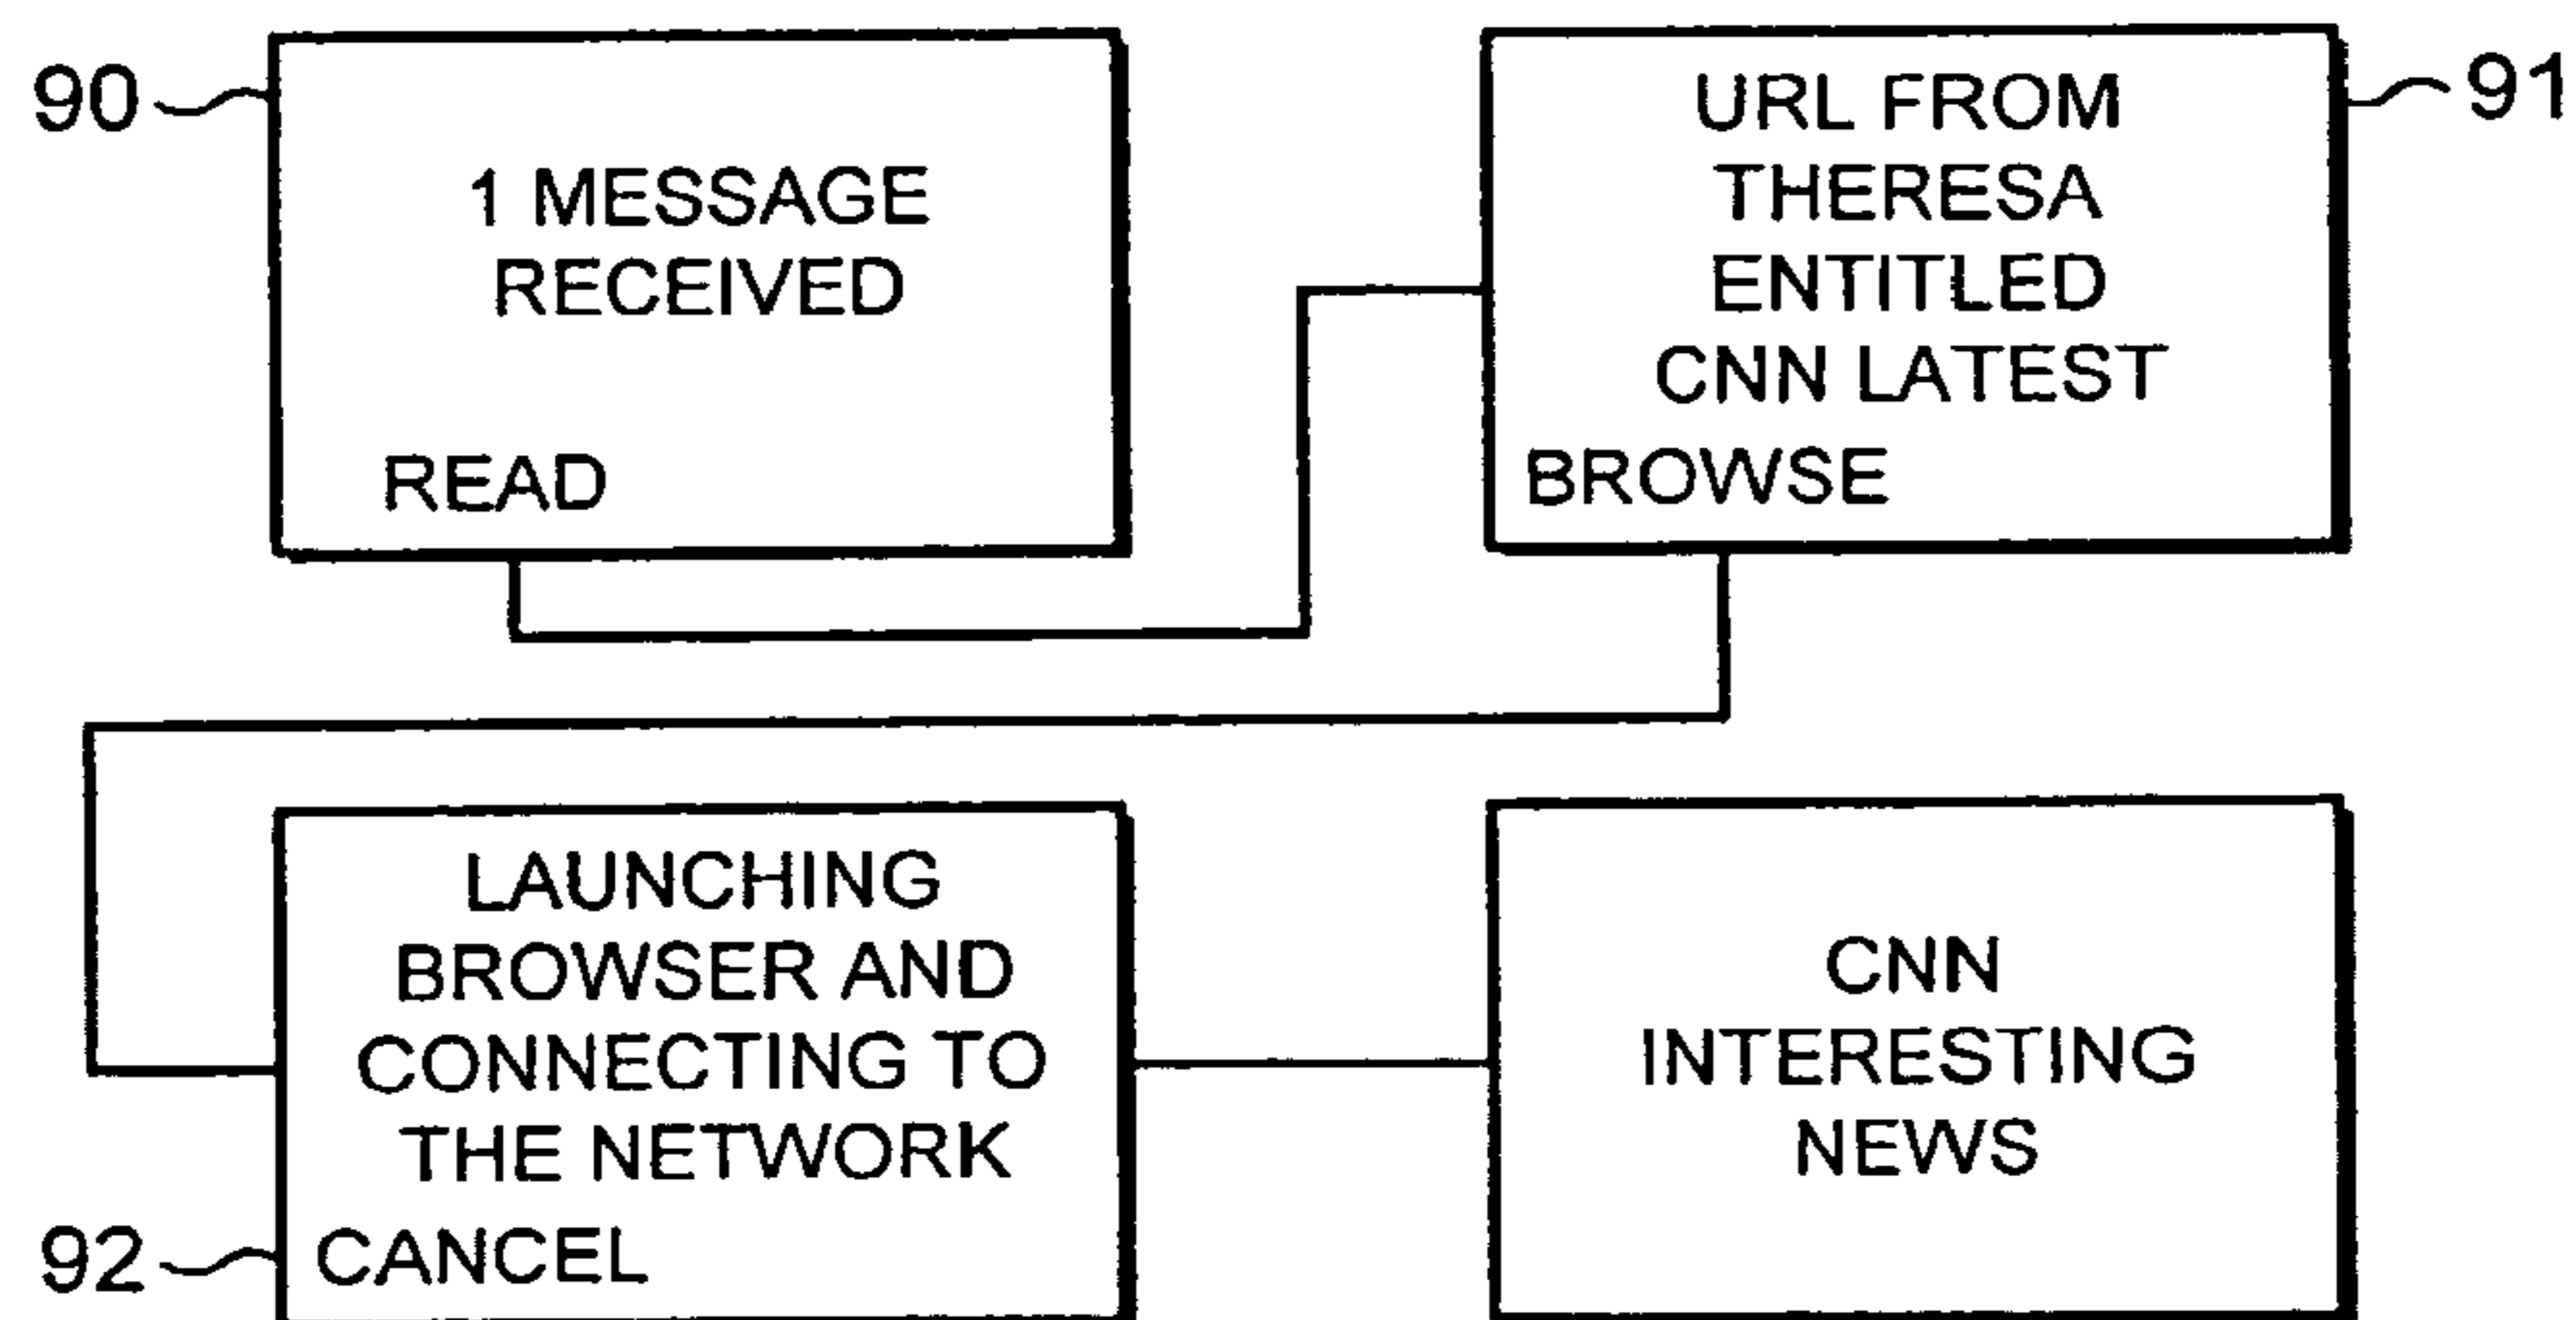 90
1 MESSAGE
RECEIVED
READ
91
URL FROM
THERESA
ENTITLED
CNN LATEST
BROWSE
LAUNCHING
BROWSER AND
CONNECTING TO
THE NETWORK
92
CANCEL
CNN
INTERESTING
NEWS